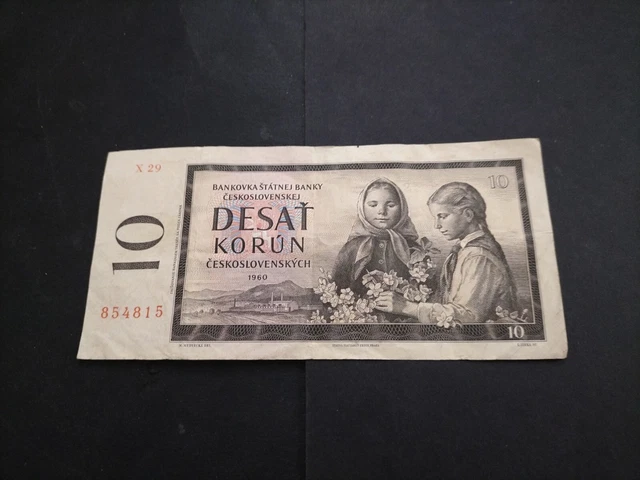 X 29
10
854815
BANKOVKA ŠTÁTNEJ BANKY
ČESKOSLOVENSKEJ
DESAŤ
KORÚN
ČESKOSLOVENSKÝCH
1960
10
10